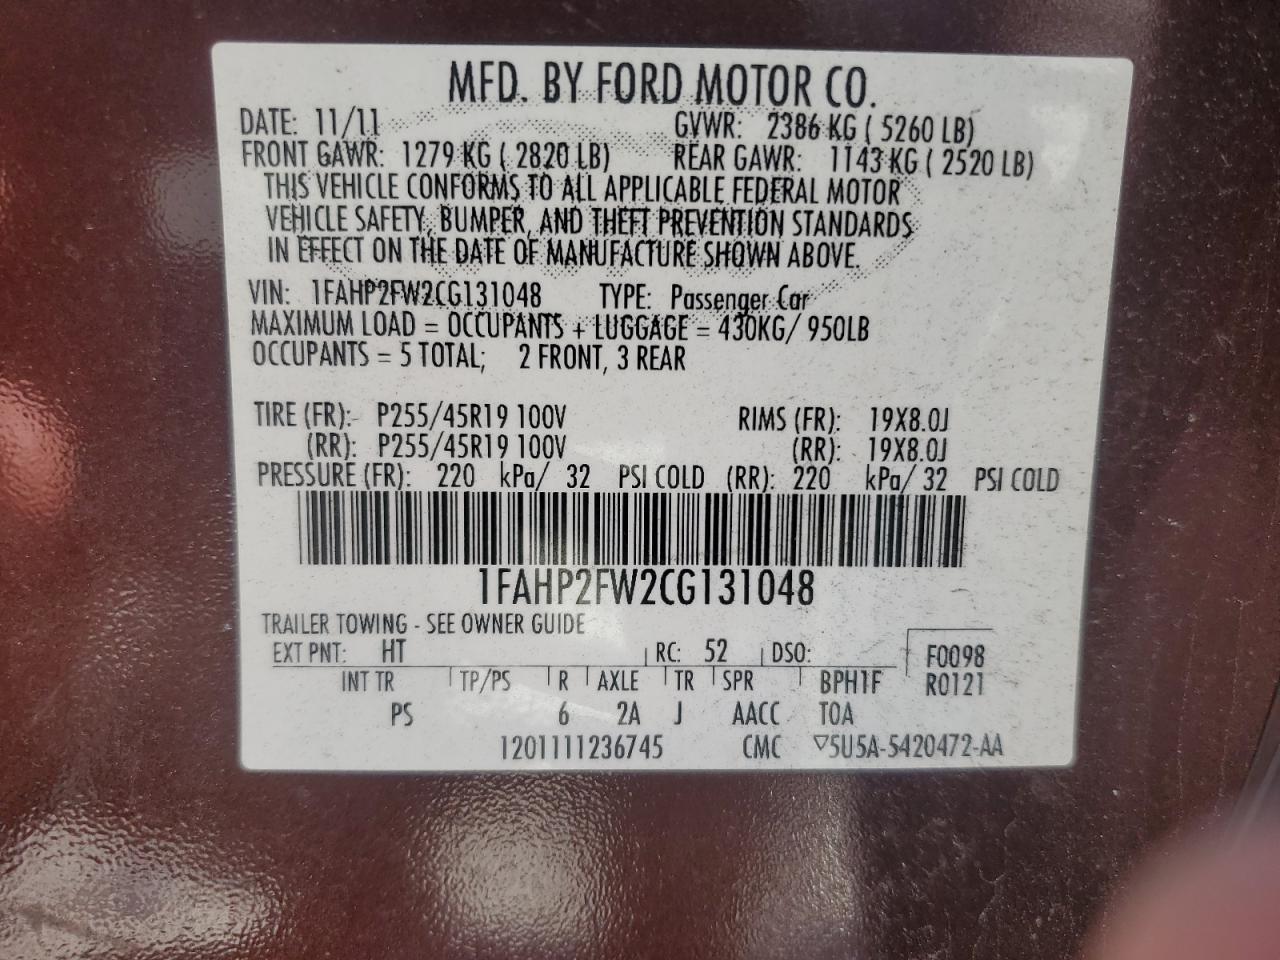 MFD. BY FORD MOTOR CO.
DATE: 11/11 GVWR: 2386 KG ( 5260 LB)
FRONT GAWR: 1279 KG ( 2820 LB) REAR GAWR: 1143 KG ( 2520 LB)
THIS VEHICLE CONFORMS TO ALL APPLICABLE FEDERAL MOTOR
VEHICLE SAFETY, BUMPER, AND THEFT PREVENTION STANDARDS
IN EFFECT ON THE DATE OF MANUFACTURE SHOWN ABOVE.
VIN: 1FAHP2FW2CG131048 TYPE: Passenger Car
MAXIMUM LOAD = OCCUPANTS + LUGGAGE = 430KG/ 950LB
OCCUPANTS = 5 TOTAL; 2 FRONT, 3 REAR
TIRE (FR): P255/45R19 100V RIMS (FR): 19X8.0J
(RR): P255/45R19 100V (RR): 19X8.0J
PRESSURE (FR): 220 kPa/ 32 PSI COLD (RR): 220 kPa/ 32 PSI COLD
1FAHP2FW2CG131048
TRAILER TOWING - SEE OWNER GUIDE
EXT PNT: HT RC: 52 DSO: F0098
INT TR TP/PS R AXLE TR SPR BPH1F R0121
PS 6 2A J AACC TOA
1201111236745 CMC ▽5U5A-5420472-AA